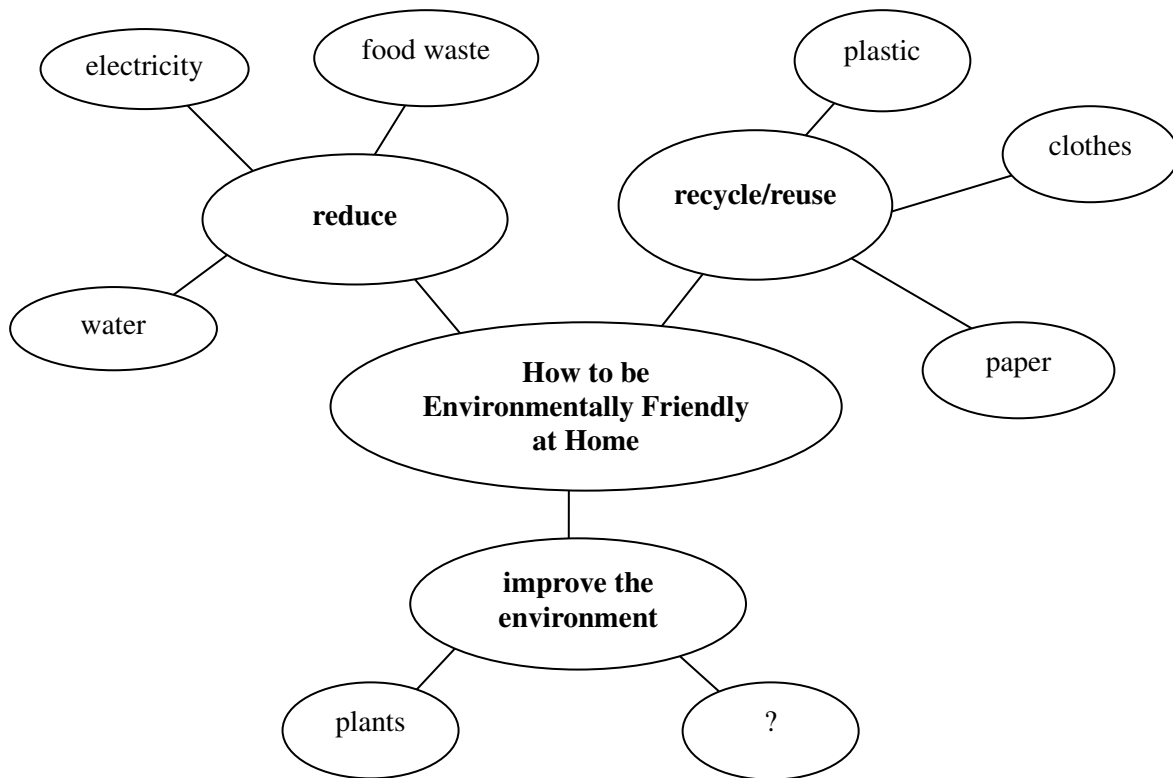 electricity
food waste
plastic
clothes
reduce
recycle/reuse
water
paper
How to be
Environmentally Friendly
at Home
improve the
environment
plants
?